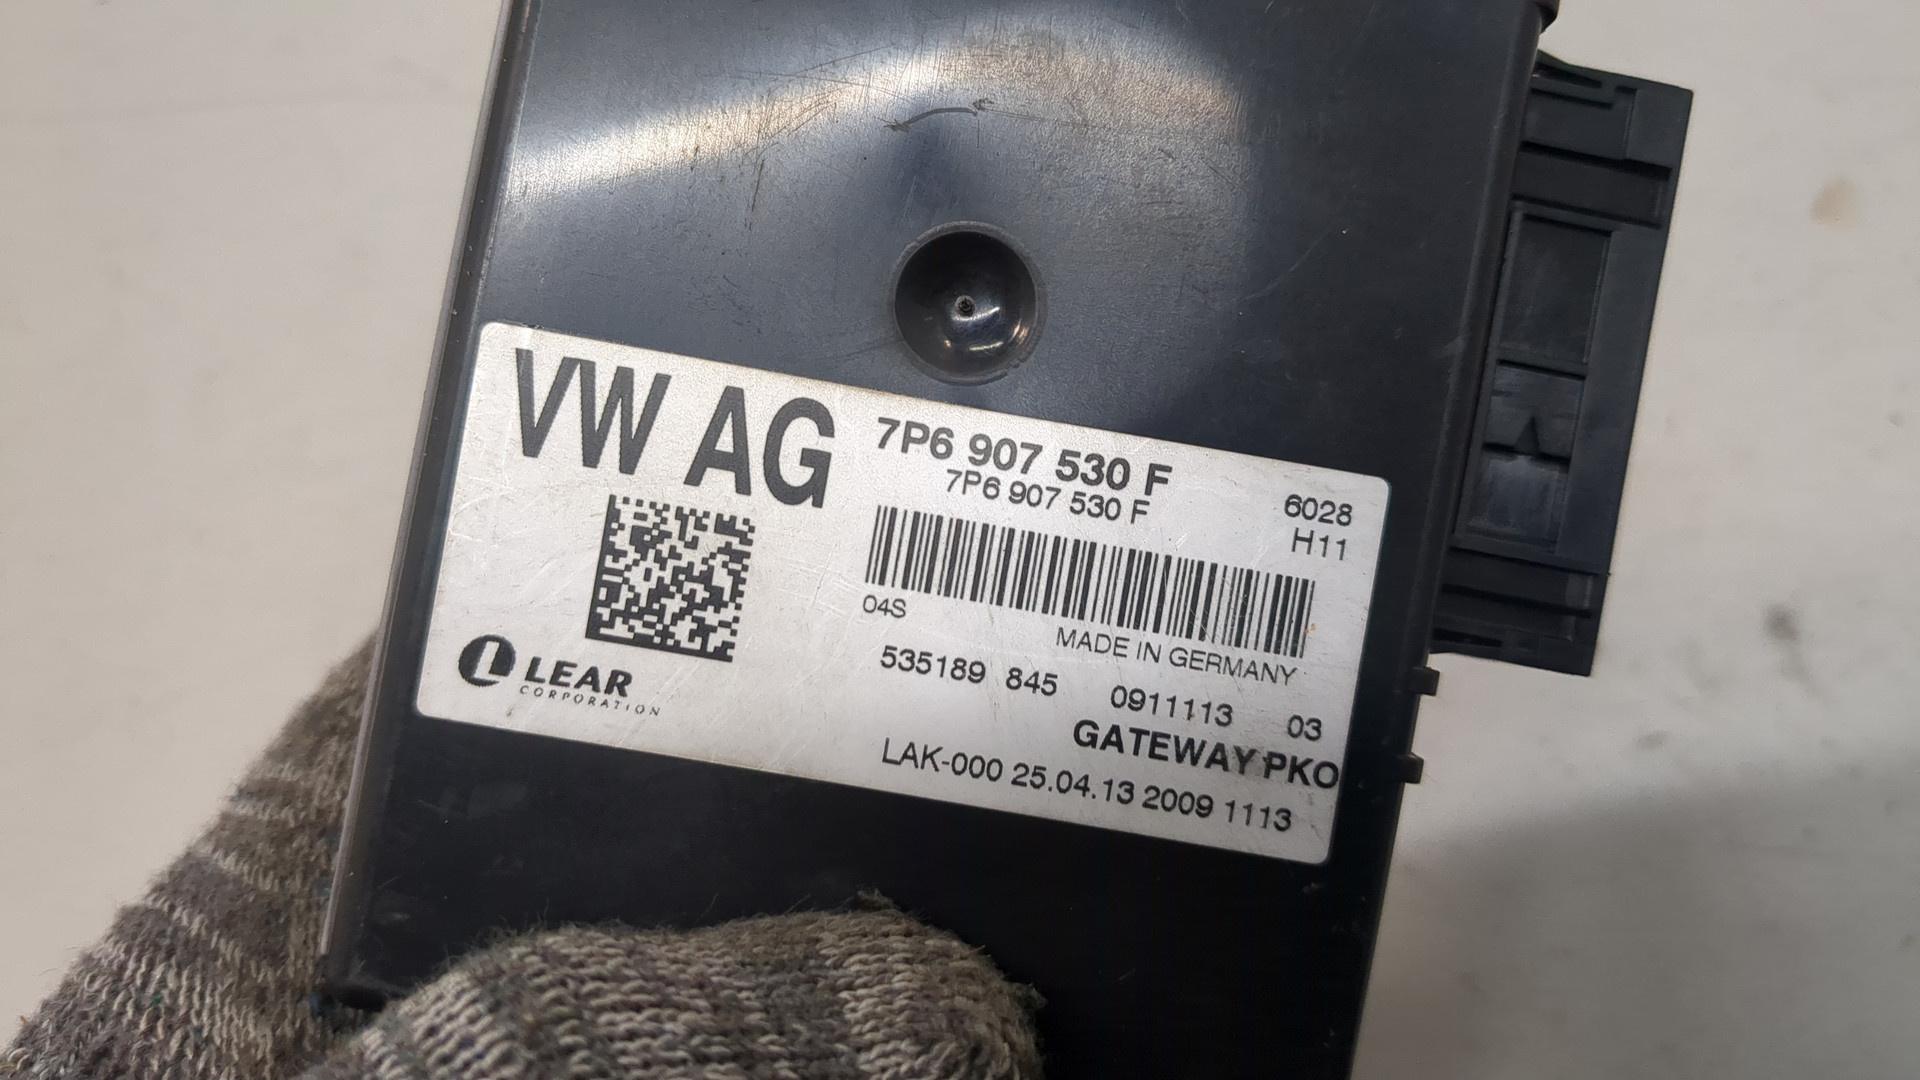 VW AG
7P6 907 530 F
7P6 907 530 F
6028
H11
04S
MADE IN GERMANY
535189 845 0911113 03
LEAR
CORPORATION
GATEWAY PKO
LAK-000 25.04.13 2009 1113